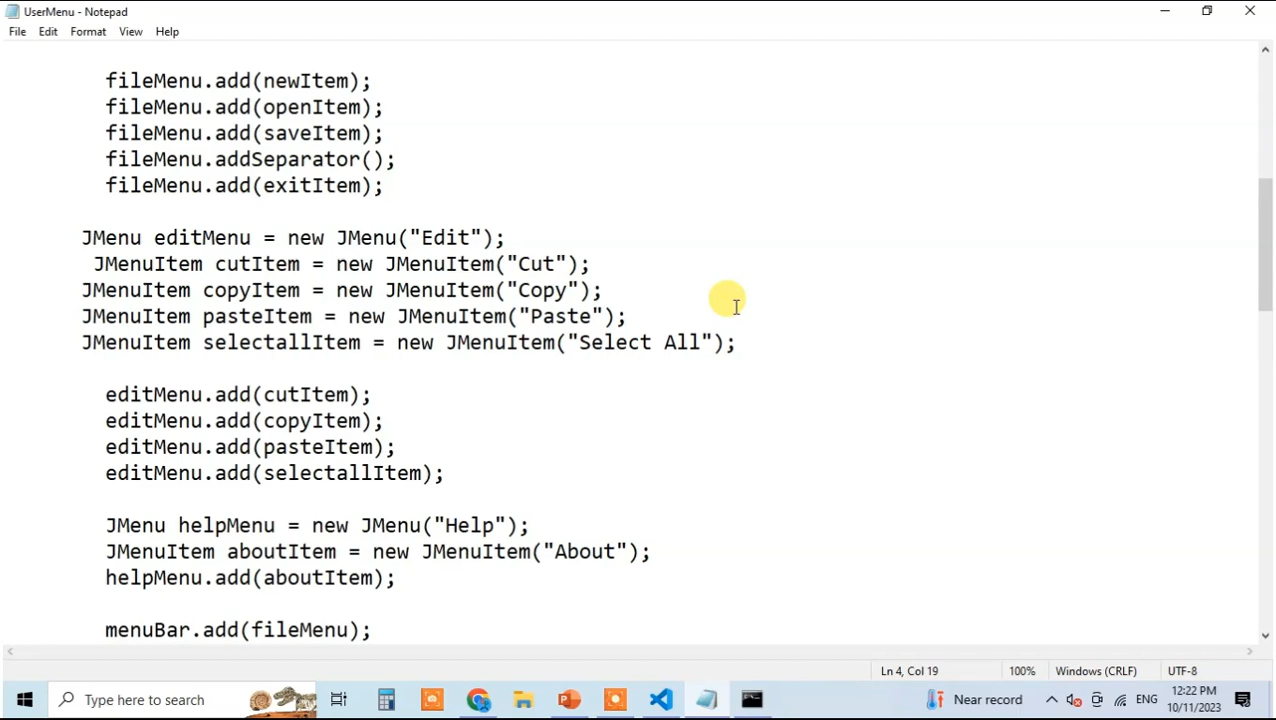 UserMenu - Notepad
File Edit Format View Help
fileMenu.add(newItem);
fileMenu.add(openItem);
fileMenu.add(saveItem);
fileMenu.addSeparator();
fileMenu.add(exitItem);
JMenu editMenu = new JMenu("Edit");
JMenuItem cutItem = new JMenuItem("Cut");
JMenuItem copyItem = new JMenuItem("Copy");
JMenuItem pasteItem = new JMenuItem("Paste");
JMenuItem selectallItem = new JMenuItem("Select All");
editMenu.add(cutItem);
editMenu.add(copyItem);
editMenu.add(pasteItem);
editMenu.add(selectallItem);
JMenu helpMenu = new JMenu("Help");
JMenuItem aboutItem = new JMenuItem("About");
helpMenu.add(aboutItem);
menuBar.add(fileMenu);
Ln 4, Col 19 100% Windows (CRLF) UTF-8
Type here to search Near record ENG 12:22 PM
10/11/2023